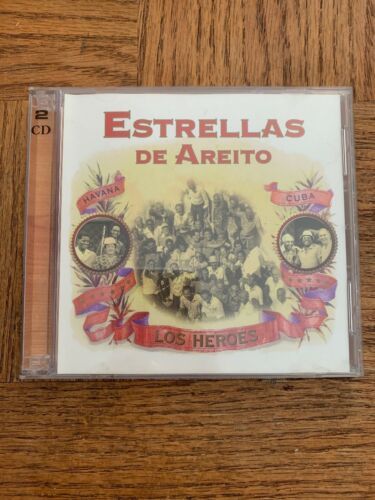 2
CD
ESTRELLAS
DE AREITO
HAVANA
CUBA
LOS HEROES